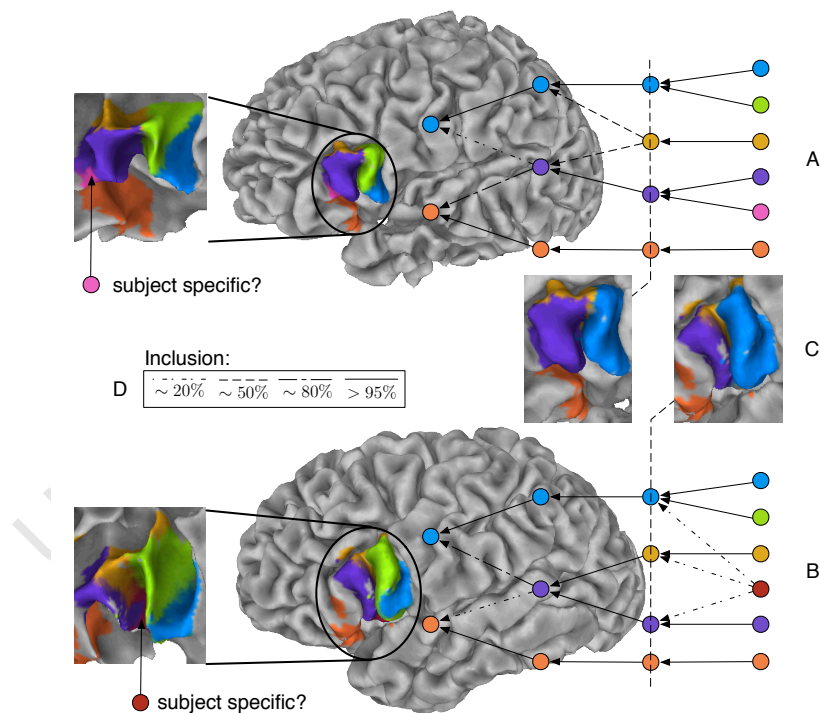 A
subject specific?
C
Inclusion:
D
~ 20% ~ 50% ~ 80% > 95%
B
subject specific?